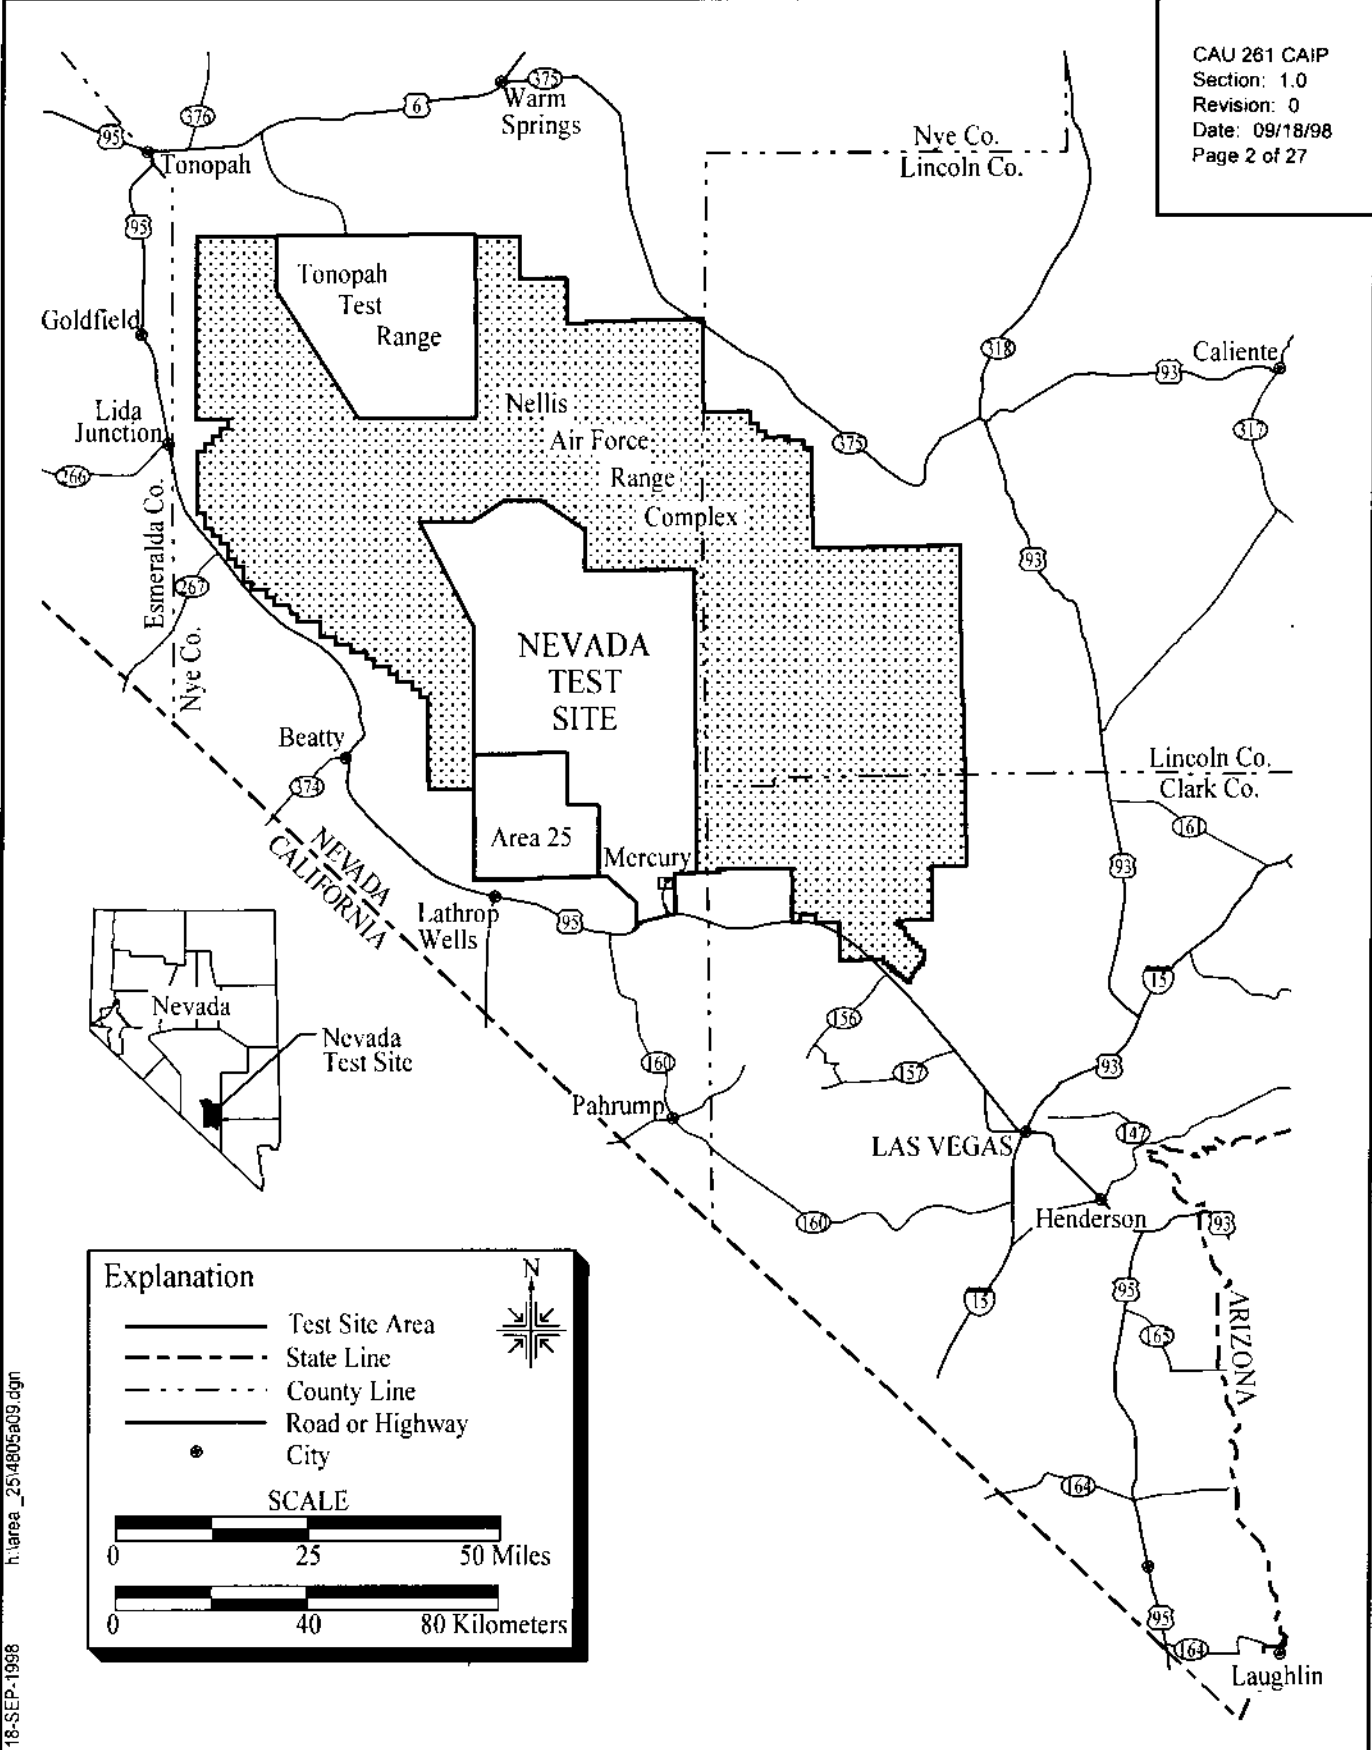 CAU 261 CAIP
Section: 1.0
Revision: 0
Date: 09/18/98
Page 2 of 27
375
Warm
Springs
6
376
95
Tonopah
Nye Co.
Lincoln Co.
95
Tonopah
Test
Range
Goldfield
318
Caliente
93
Nellis
Lida
Junction
Air Force
375
317
266
Range
Complex
Esmeralda Co.
93
267
NEVADA
TEST
SITE
Nye Co.
Beatty
374
Lincoln Co.
Clark Co.
161
NEVADA
CALIFORNIA
Area 25
Mercury
93
Lathrop
Wells
95
15
Nevada
156
Nevada
Test Site
160
157
93
Pahrump
147
LAS VEGAS
160
Henderson
93
Explanation
N
95
15
ARIZONA
Test Site Area
165
State Line
County Line
Road or Highway
City
164
SCALE
0 25 50 Miles
0 40 80 Kilometers
95
164
Laughlin
h:\area_25\4805a09.dgn
18-SEP-1998